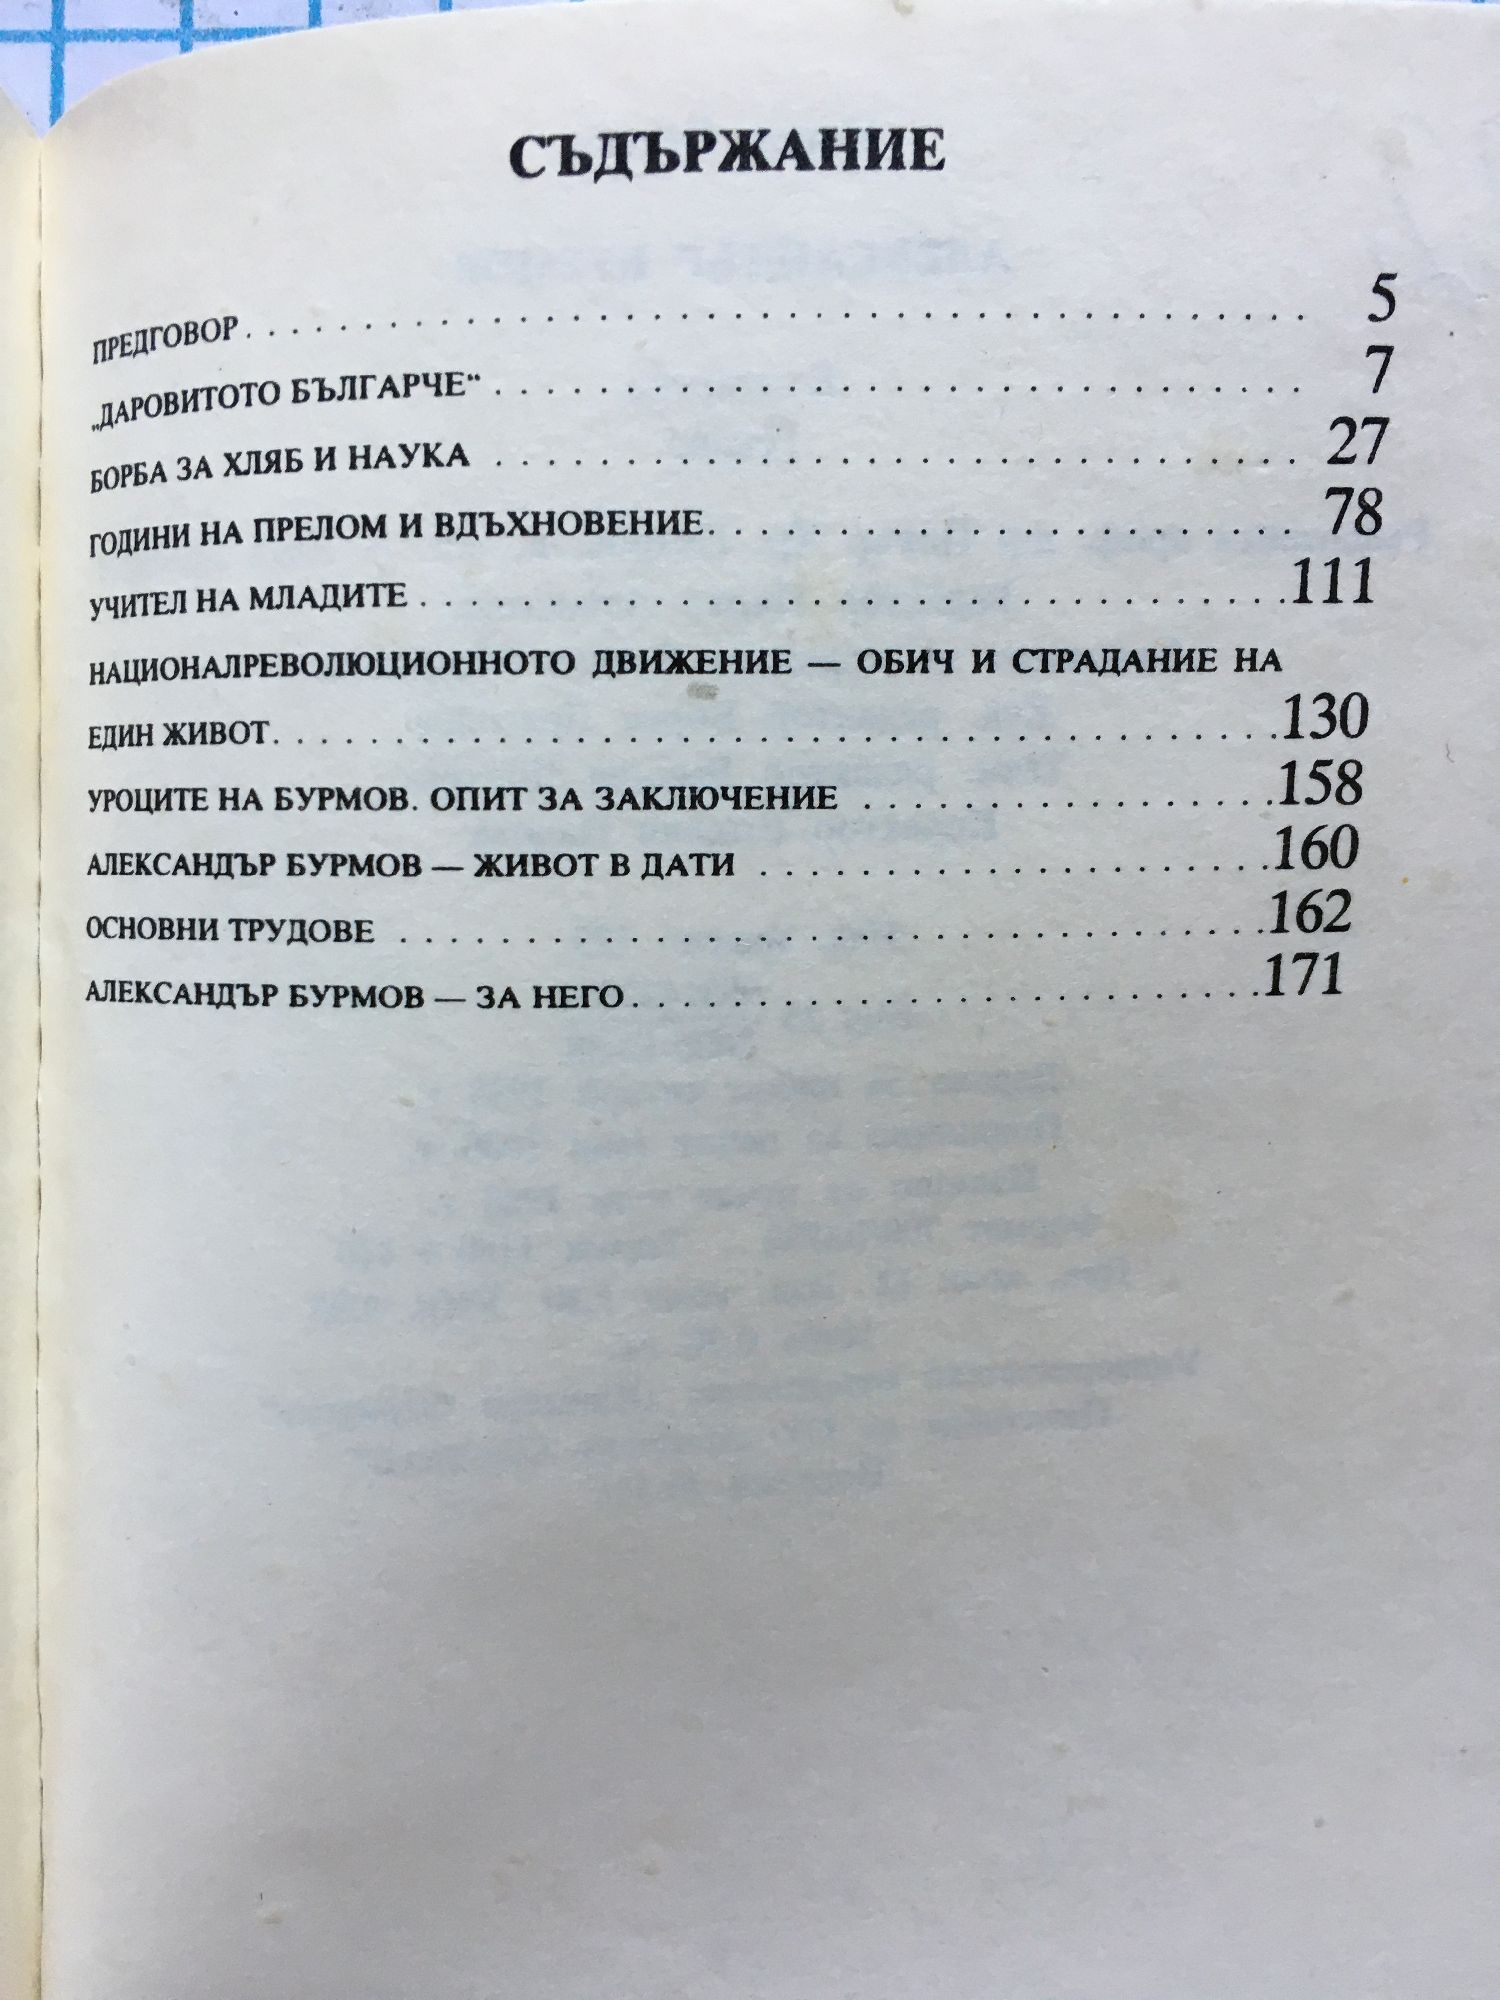 СЪДЪРЖАНИЕ
ПРЕДГОВОР. . . . . . . . . . . . . . . . . . . . . . . . . . . . . . . . . . . . . 5
„ДАРОВИТОТО БЪЛГАРЧЕ“ . . . . . . . . . . . . . . . . . . . . . . . . . . . . 7
БОРБА ЗА ХЛЯБ И НАУКА . . . . . . . . . . . . . . . . . . . . . . . . . . . . 27
ГОДИНИ НА ПРЕЛОМ И ВДЪХНОВЕНИЕ. . . . . . . . . . . . . . . . . . . . . 78
УЧИТЕЛ НА МЛАДИТЕ . . . . . . . . . . . . . . . . . . . . . . . . . . . . . . 111
НАЦИОНАЛРЕВОЛЮЦИОННОТО ДВИЖЕНИЕ — ОБИЧ И СТРАДАНИЕ НА
ЕДИН ЖИВОТ. . . . . . . . . . . . . . . . . . . . . . . . . . . . . . . . . . . 130
УРОЦИТЕ НА БУРМОВ. ОПИТ ЗА ЗАКЛЮЧЕНИЕ . . . . . . . . . . . . . . . . 158
АЛЕКСАНДЪР БУРМОВ — ЖИВОТ В ДАТИ . . . . . . . . . . . . . . . . . . . . 160
ОСНОВНИ ТРУДОВЕ . . . . . . . . . . . . . . . . . . . . . . . . . . . . . . . 162
АЛЕКСАНДЪР БУРМОВ — ЗА НЕГО. . . . . . . . . . . . . . . . . . . . . . . . 171